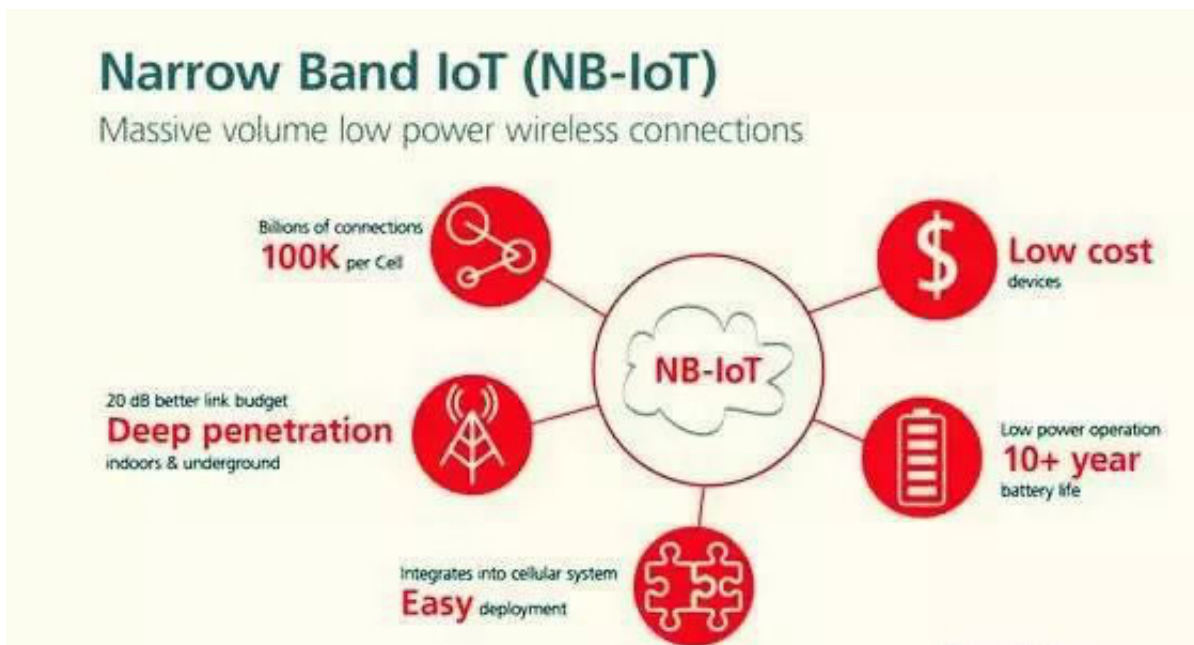 Narrow Band IoT (NB-IoT)
Massive volume low power wireless connections
Billions of connections
100K per Cell
$
Low cost
devices
NB-IoT
20 dB better link budget
Deep penetration
indoors & underground
Low power operation
10+ year
battery life
Integrates into cellular system
Easy deployment